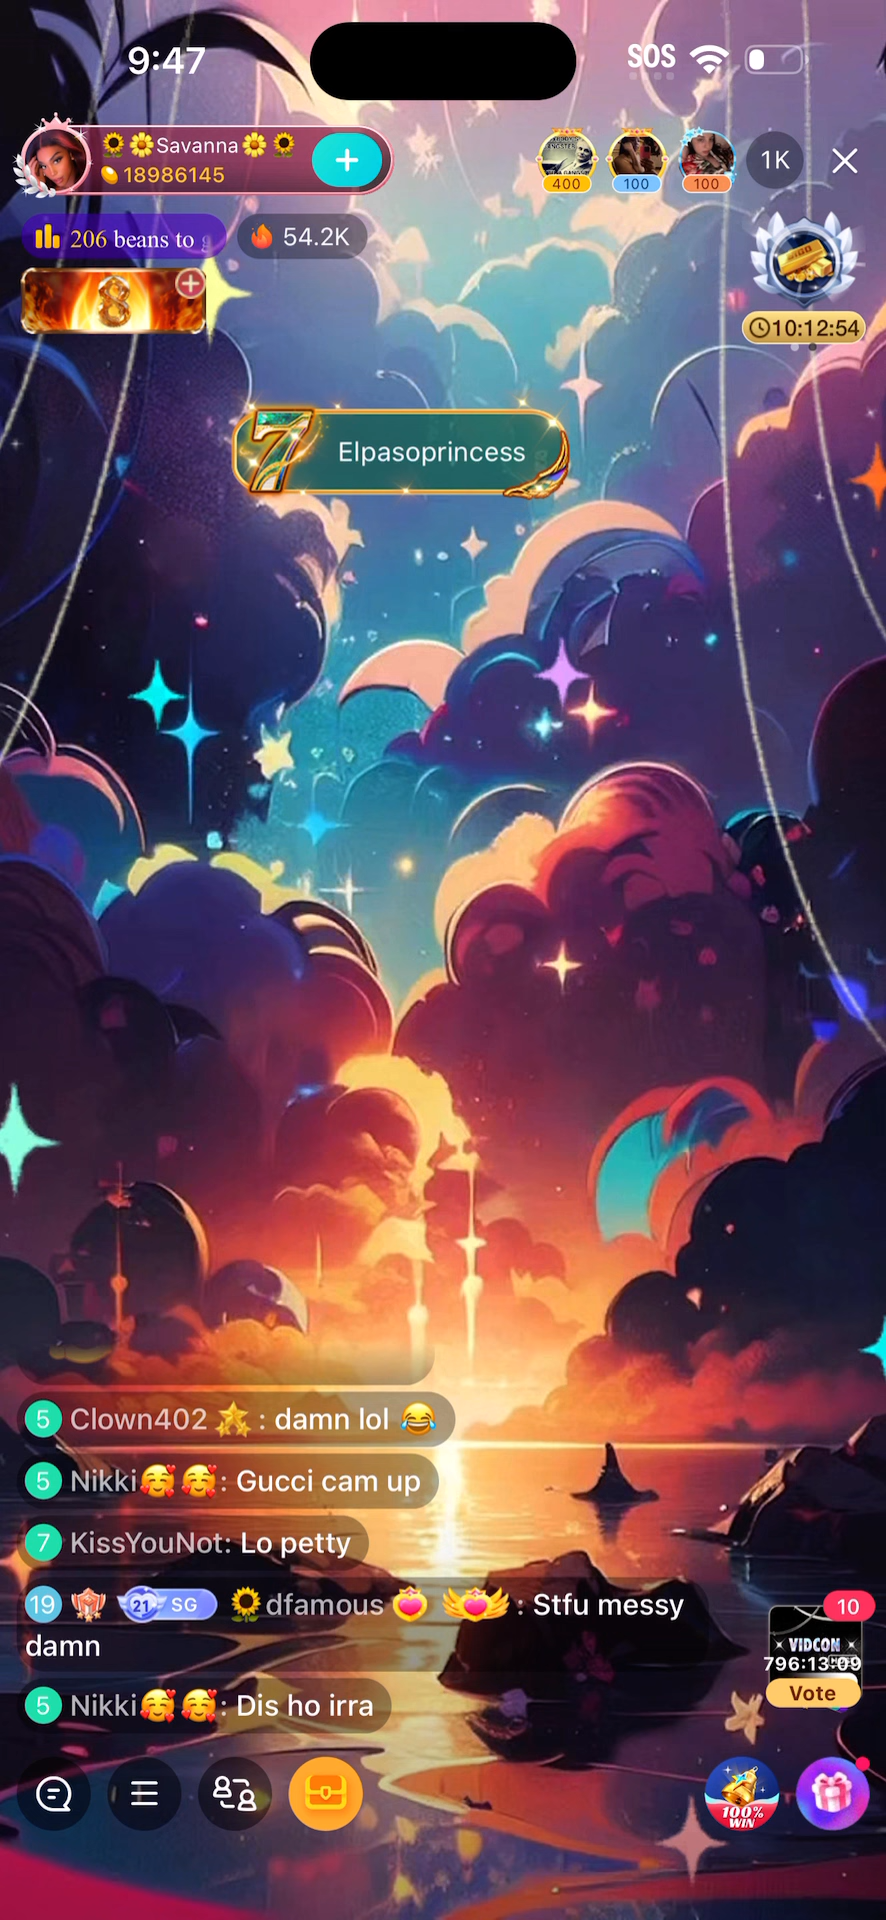 9:47
SOS
🌻🌼Savanna🌼🌻
18986145
400
100
100
1K
206 beans to
54.2K
8
10:12:54
7 Elpasoprincess
5 Clown402 : damn lol 😂
5 Nikki🥰🥰: Gucci cam up
7 KissYouNot: Lo petty
19 21 SG 🌻dfamous : Stfu messy
damn
5 Nikki🥰🥰: Dis ho irra
10
VIDCON
796:13:09
Vote
100%
WIN